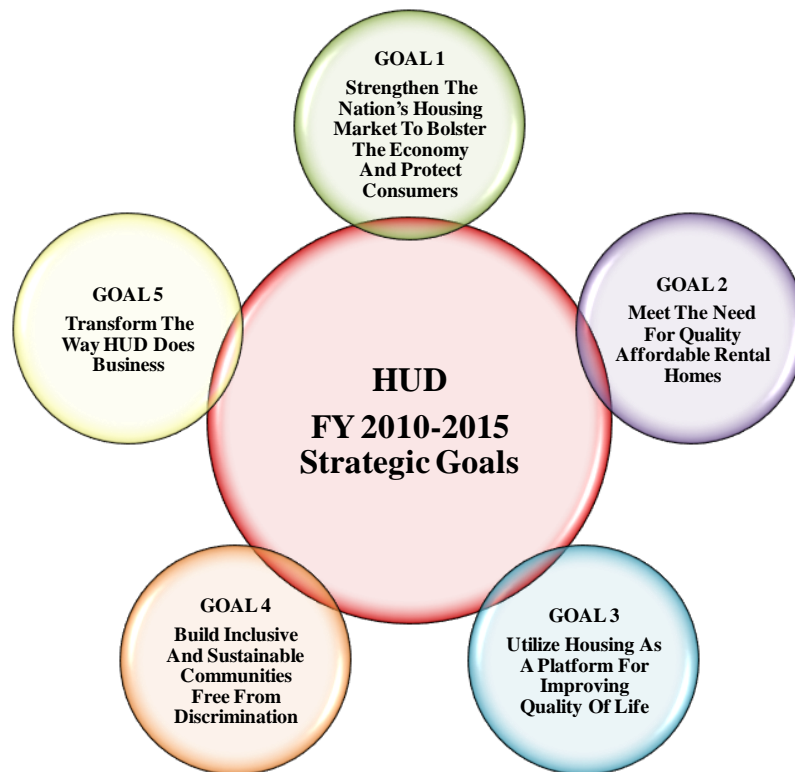 GOAL 1
Strengthen The
Nation's Housing
Market To Bolster
The Economy
And Protect
Consumers
GOAL 2
Meet The Need
For Quality
Affordable Rental
Homes
GOAL 3
Utilize Housing As
A Platform For
Improving
Quality Of Life
GOAL 4
Build Inclusive
And Sustainable
Communities
Free From
Discrimination
GOAL 5
Transform The
Way HUD Does
Business
HUD
FY 2010-2015
Strategic Goals